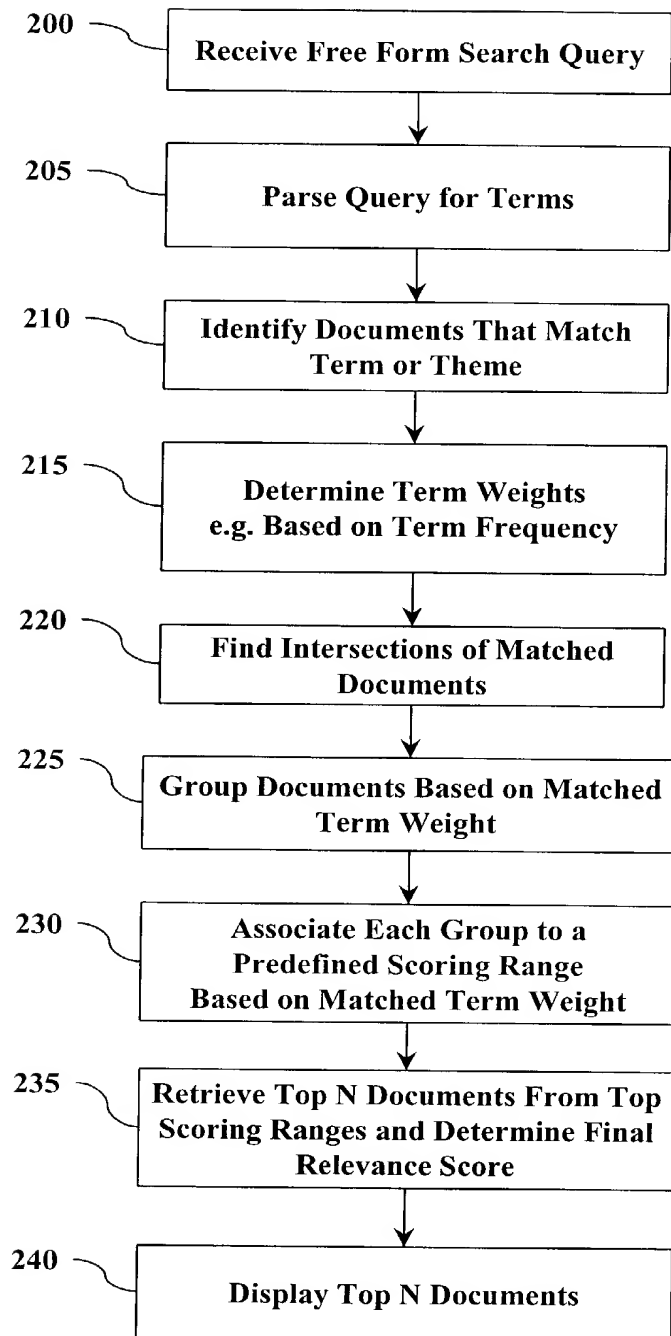 200
Receive Free Form Search Query
205
Parse Query for Terms
210
Identify Documents That Match
Term or Theme
215
Determine Term Weights
e.g. Based on Term Frequency
220
Find Intersections of Matched
Documents
225
Group Documents Based on Matched
Term Weight
230
Associate Each Group to a
Predefined Scoring Range
Based on Matched Term Weight
235
Retrieve Top N Documents From Top
Scoring Ranges and Determine Final
Relevance Score
240
Display Top N Documents